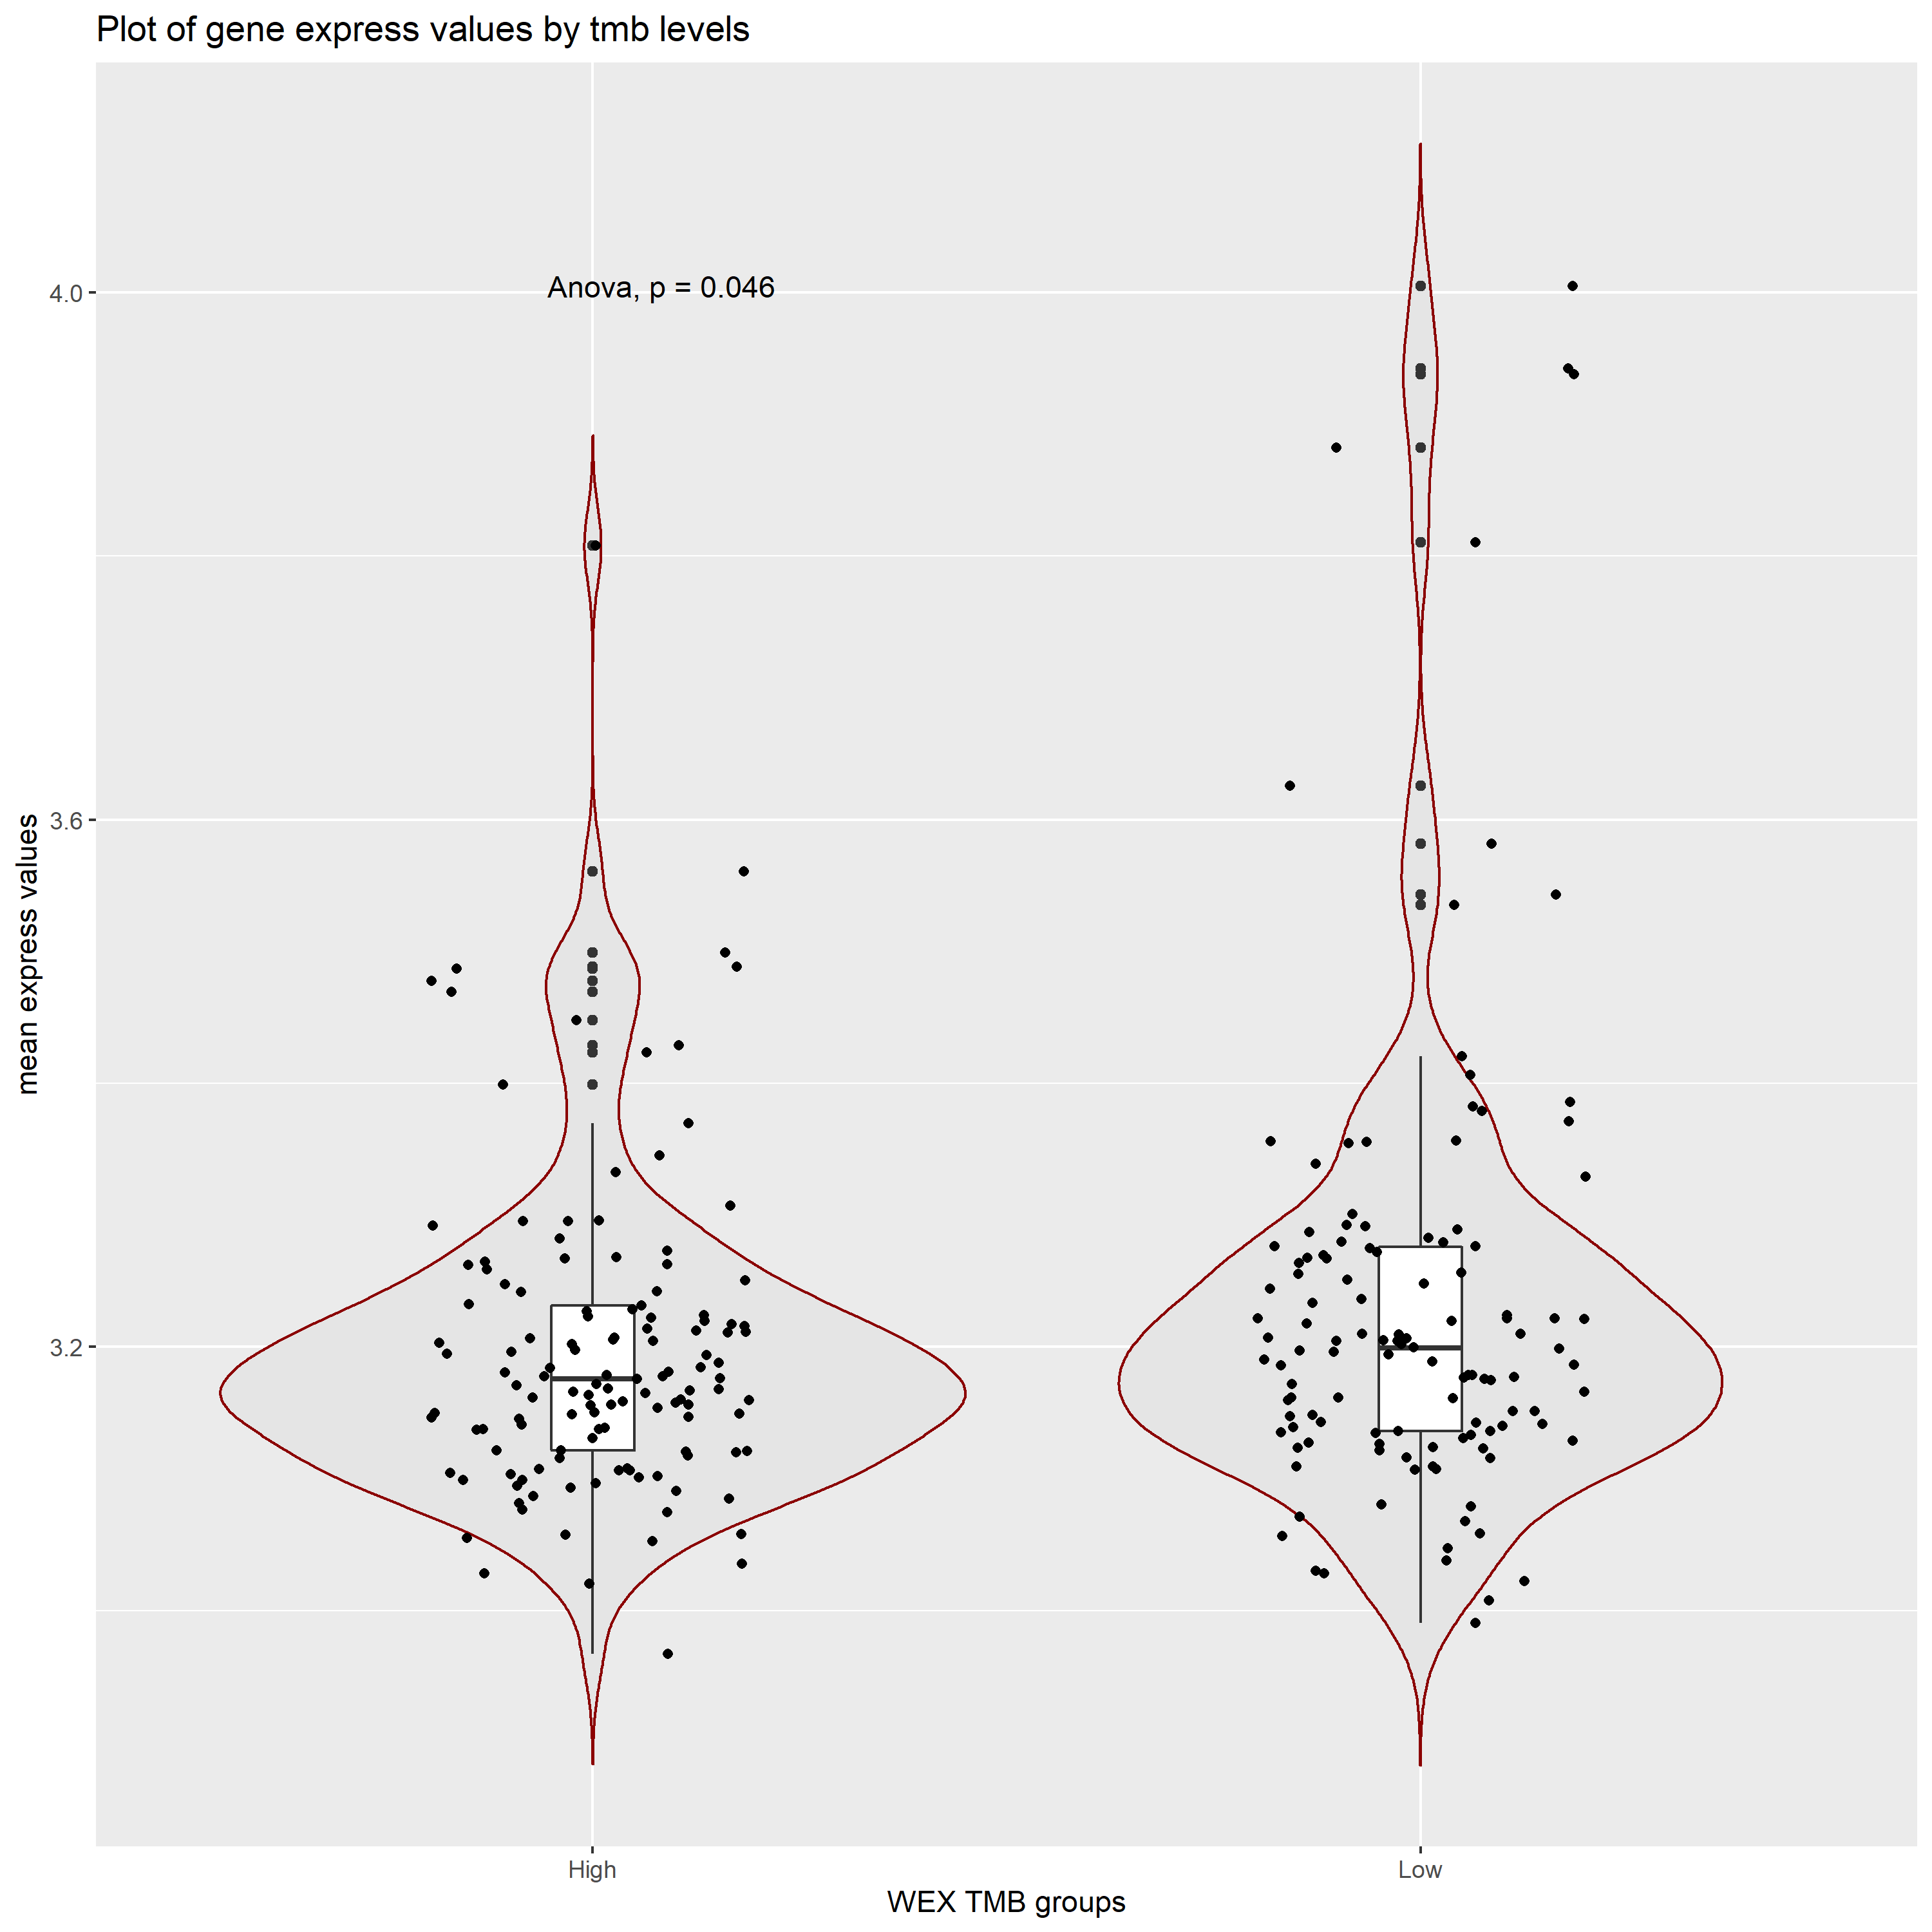 Plot of gene express values by tmb levels
Anova, p = 0.046
4.0
3.6
3.2
mean express values
High
Low
WEX TMB groups